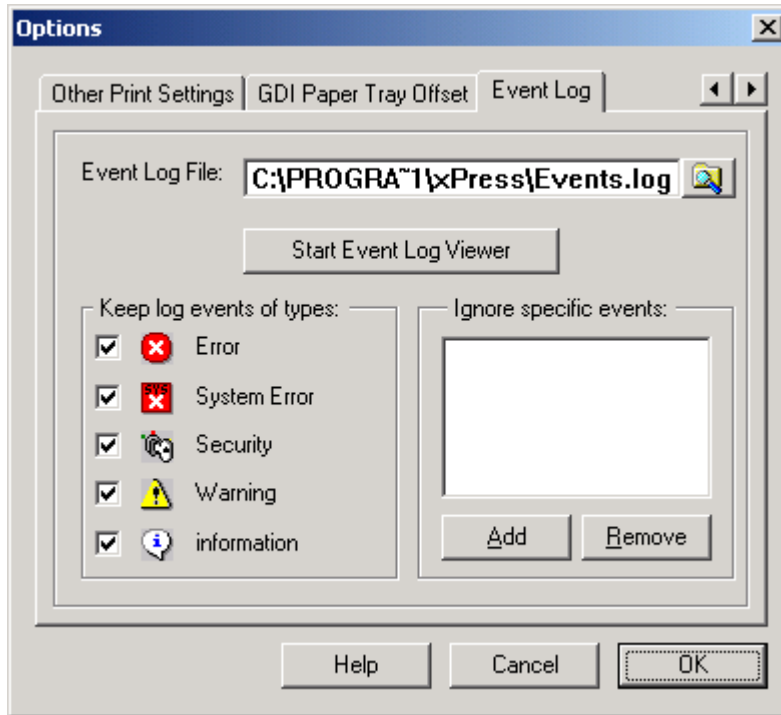 Options
Other Print Settings GDI Paper Tray Offset Event Log
Event Log File: C:\PROGRA~1\xPress\Events.log
Start Event Log Viewer
Keep log events of types:
Error
SYS System Error
Security
Warning
information
Ignore specific events:
Add Remove
Help Cancel OK